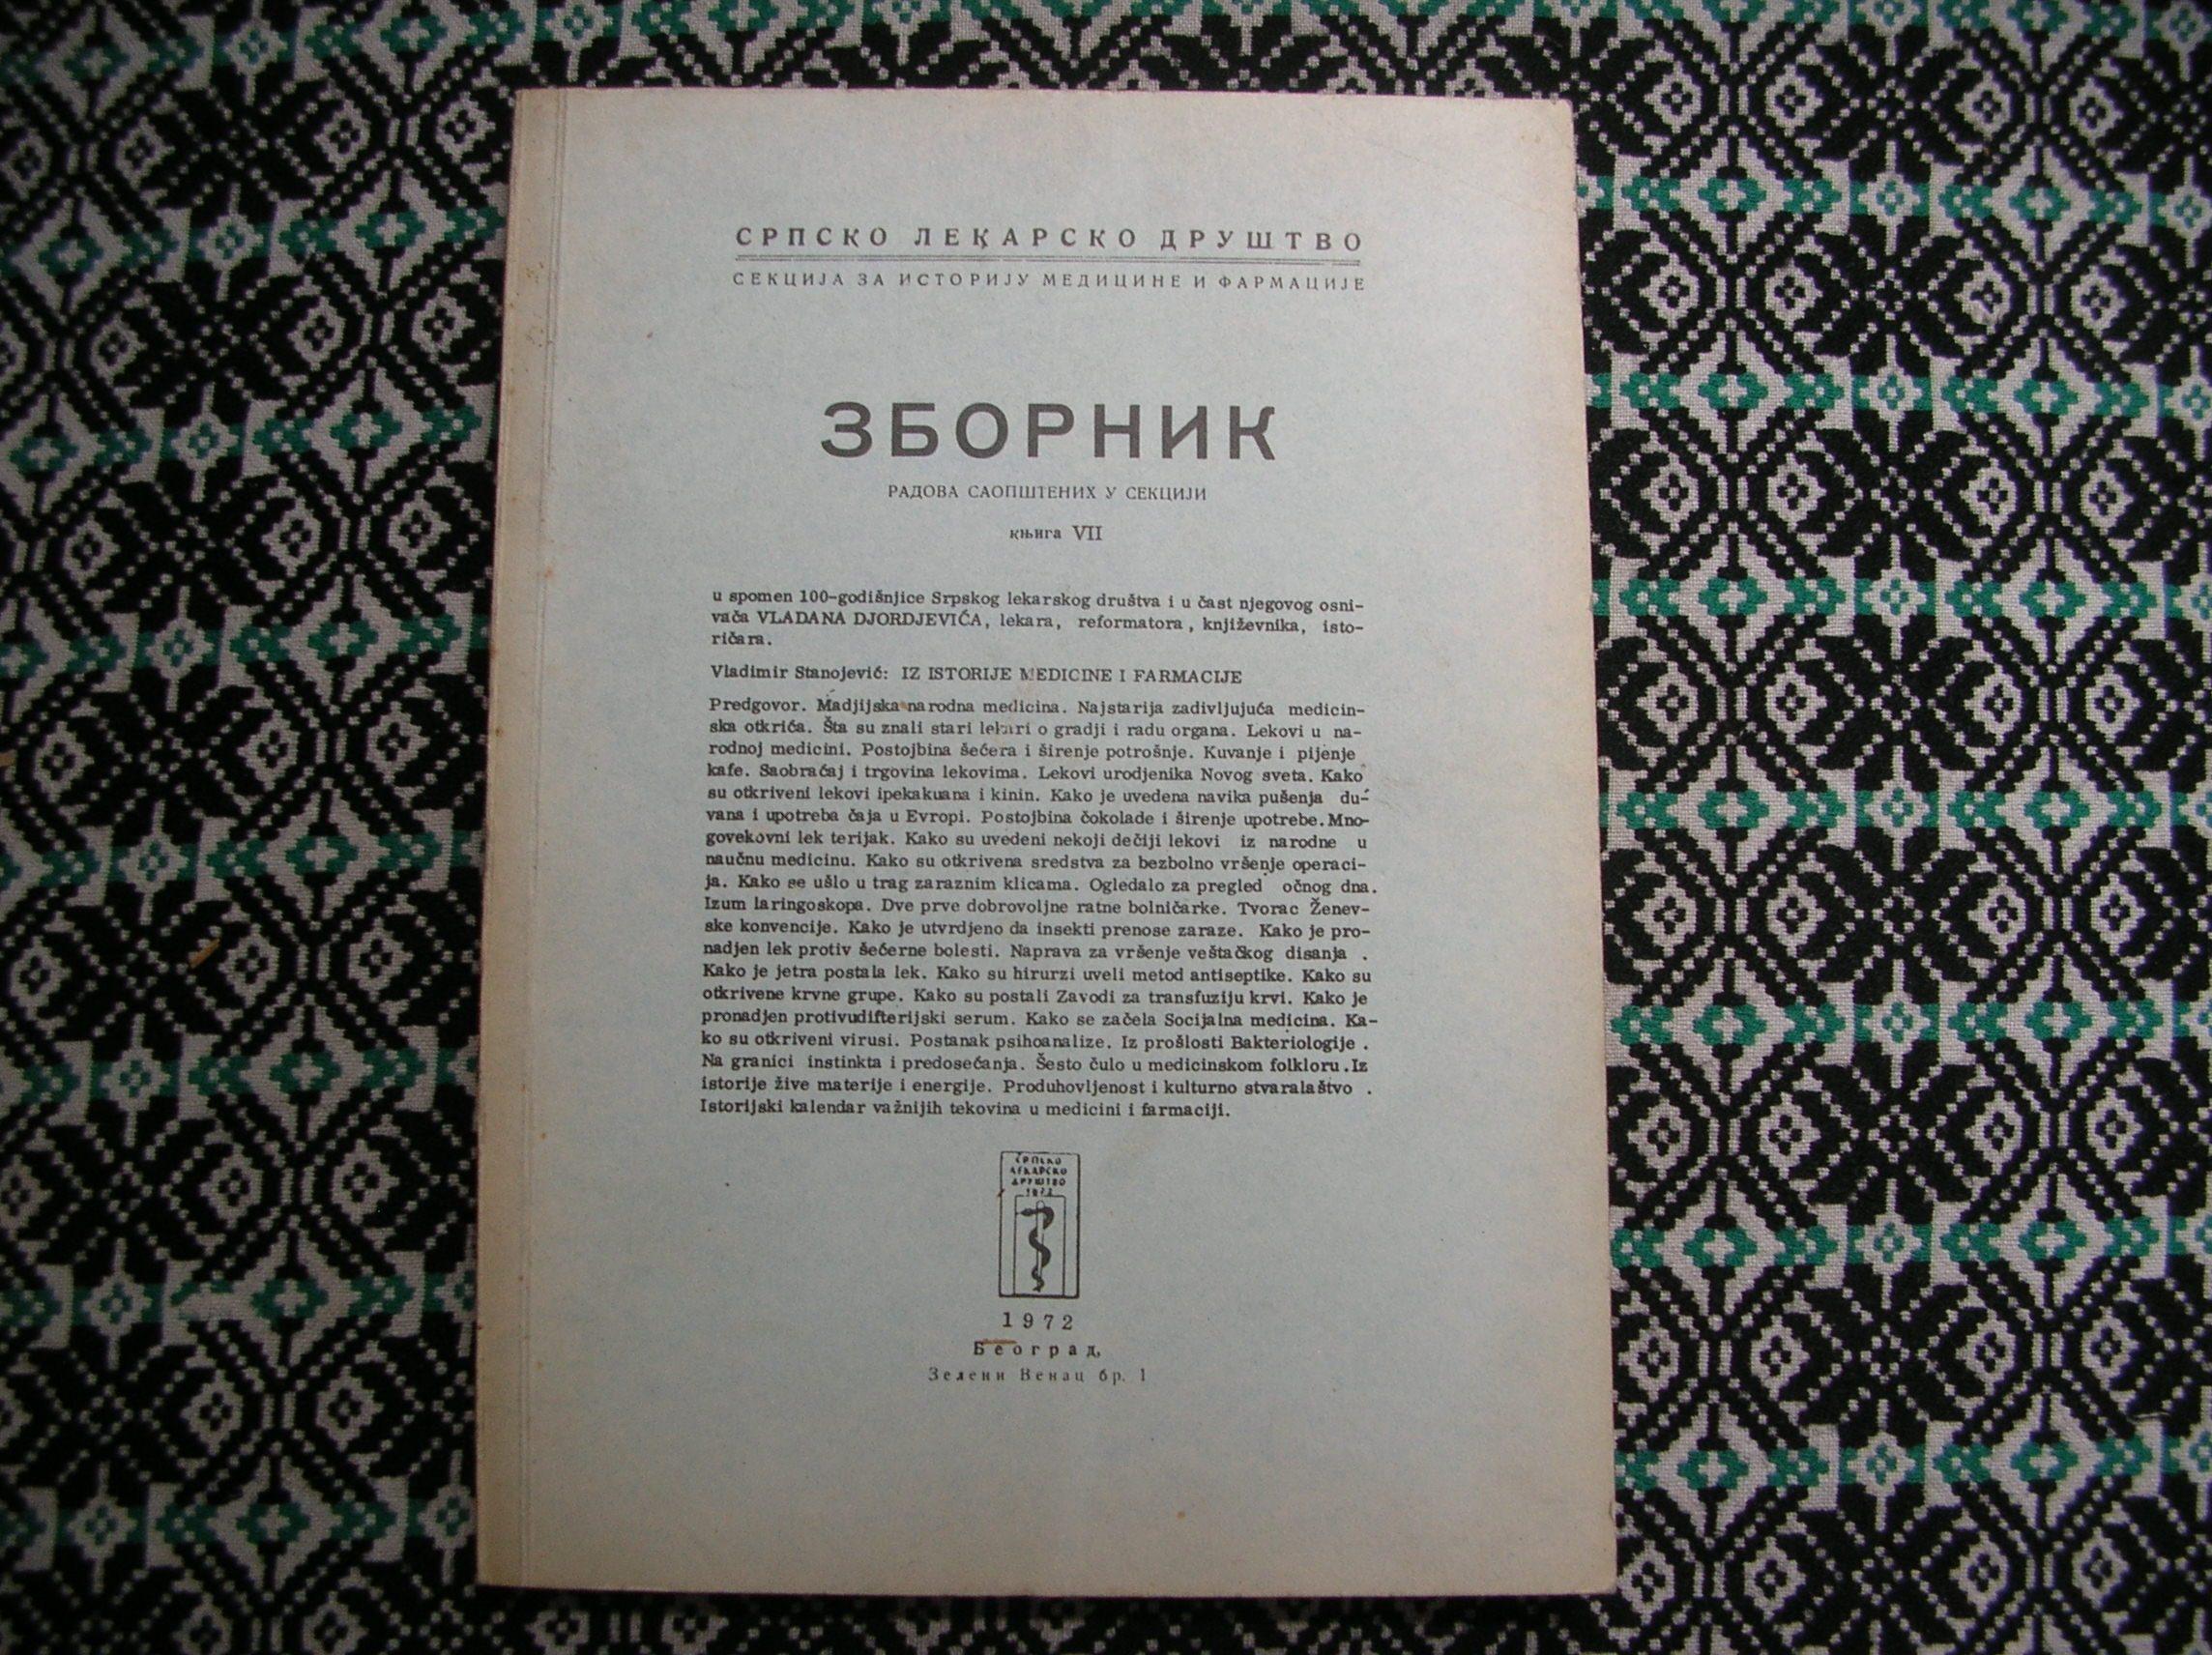 СРПСКО ЛЕКАРСКО ДРУШТВО
СЕКЦИЈА ЗА ИСТОРИЈУ МЕДИЦИНЕ И ФАРМАЦИЈЕ
ЗБОРНИК
РАДОВА САОПШТЕНИХ У СЕКЦИЈИ
књига VII
u spomen 100-godišnjice Srpskog lekarskog društva i u čast njegovog osni-
vača VLADANA DJORDJEVIĆA, lekara, reformatora, književnika, isto-
ričara.
Vladimir Stanojević: IZ ISTORIJE MEDICINE I FARMACIJE
Predgovor. Madjijska narodna medicina. Najstarija zadivljujuća medicin-
ska otkrića. Šta su znali stari lekari o gradji i radu organa. Lekovi u na-
rodnoj medicini. Postojbina šećera i širenje potrošnje. Kuvanje i pijenje
kafe. Saobraćaj i trgovina lekovima. Lekovi urodjenika Novog sveta. Kako
su otkriveni lekovi ipekakuana i kinin. Kako je uvedena navika pušenja du-
vana i upotreba čaja u Evropi. Postojbina čokolade i širenje upotrebe. Mno-
govekovni lek terijak. Kako su uvedeni nekoji dečiji lekovi iz narodne u
naučnu medicinu. Kako su otkrivena sredstva za bezbolno vršenje operaci-
ja. Kako se ušlo u trag zaraznim klicama. Ogledalo za pregled očnog dna.
Izum laringoskopa. Dve prve dobrovoljne ratne bolničarke. Tvorac Ženev-
ske konvencije. Kako je utvrdjeno da insekti prenose zaraze. Kako je pro-
nadjen lek protiv šećerne bolesti. Naprava za vršenje veštačkog disanja .
Kako je jetra postala lek. Kako su hirurzi uveli metod antiseptike. Kako su
otkrivene krvne grupe. Kako su postali Zavodi za transfuziju krvi. Kako je
pronadjen protivudifterijski serum. Kako se začela Socijalna medicina. Ka-
ko su otkriveni virusi. Postanak psihoanalize. Iz prošlosti Bakteriologije .
Na granici instinkta i predosećanja. Šesto čulo u medicinskom folkloru. Iz
istorije žive materije i energije. Produhovljenost i kulturno stvaralaštvo .
Istorijski kalendar važnijih tekovina u medicini i farmaciji.
СРПСКО
ЛЕКАРСКО
ДРУШТВО
1872
1972
Београд,
Зелени Венац бр. 1